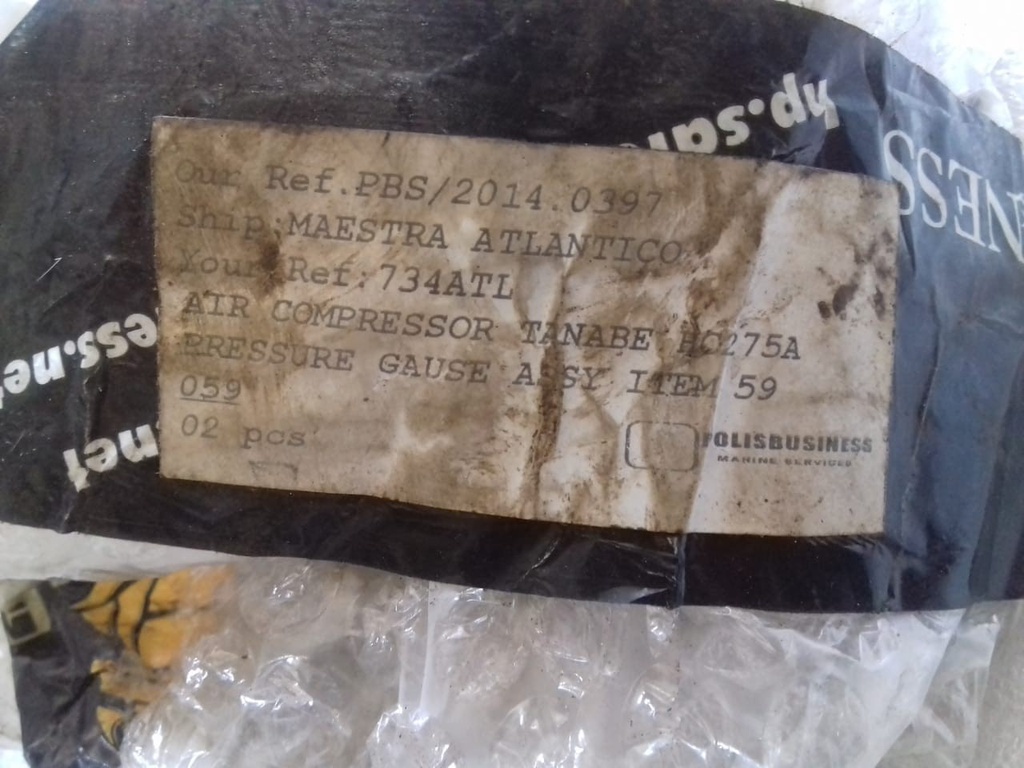 Our Ref.PBS/2014.0397
Ship:MAESTRA ATLANTICO
Your Ref:734ATL
AIR COMPRESSOR TANABE HC275A
PRESSURE GAUSE ASSY ITEM 59
059
02 pcs
POLISBUSINESS
MARINE SERVICES